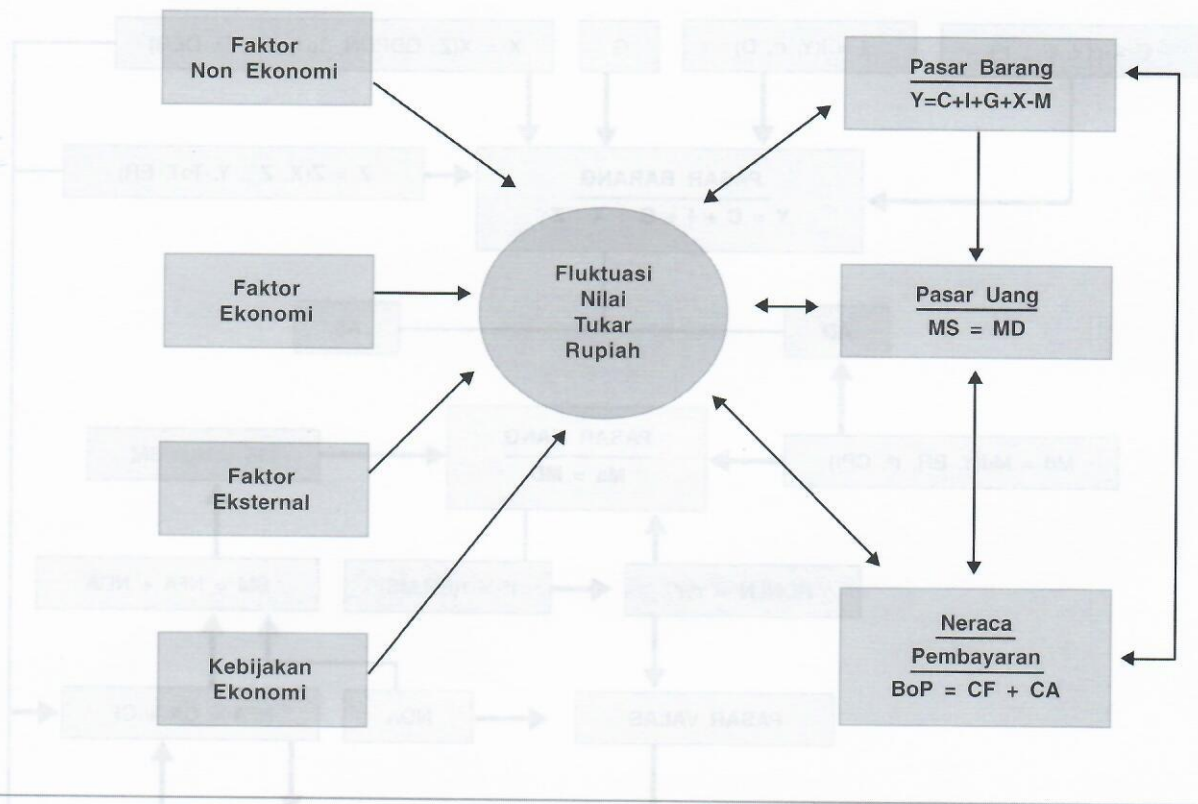 Faktor
Non Ekonomi
Pasar Barang
Y=C+I+G+X-M
Faktor
Ekonomi
Fluktuasi
Nilai
Tukar
Rupiah
Pasar Uang
MS = MD
Faktor
Eksternal
Kebijakan
Ekonomi
Neraca
Pembayaran
BoP = CF + CA